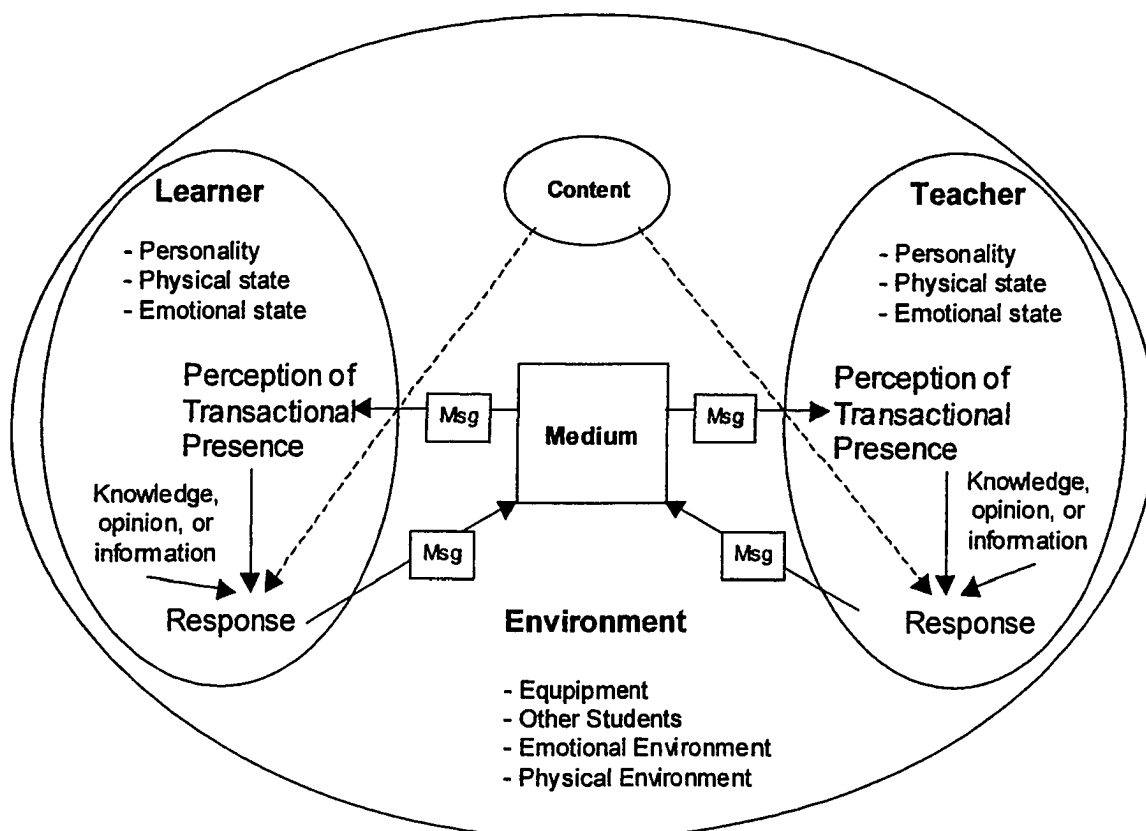 Learner
- Personality
- Physical state
- Emotional state
Perception of
Transactional
Presence
Knowledge,
opinion, or
information
Response
Content
Msg
Medium
Msg
Msg
Msg
Teacher
- Personality
- Physical state
- Emotional state
Perception of
Transactional
Presence
Knowledge,
opinion, or
information
Response
Environment
- Equpipment
- Other Students
- Emotional Environment
- Physical Environment